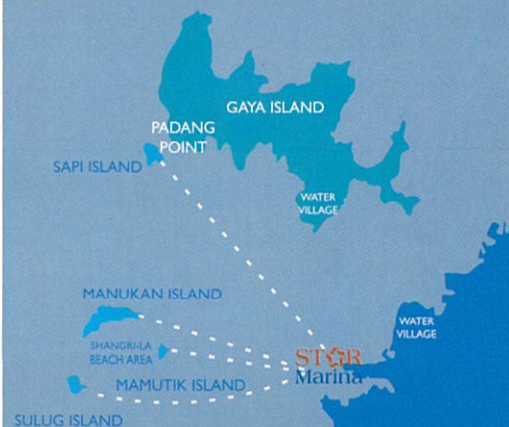 GAYA ISLAND
PADANG
POINT
SAPI ISLAND
WATER
VILLAGE
MANUKAN ISLAND
WATER
VILLAGE
SHANGRI-LA
BEACH AREA
STAR
Marina
MAMUTIK ISLAND
SULUG ISLAND